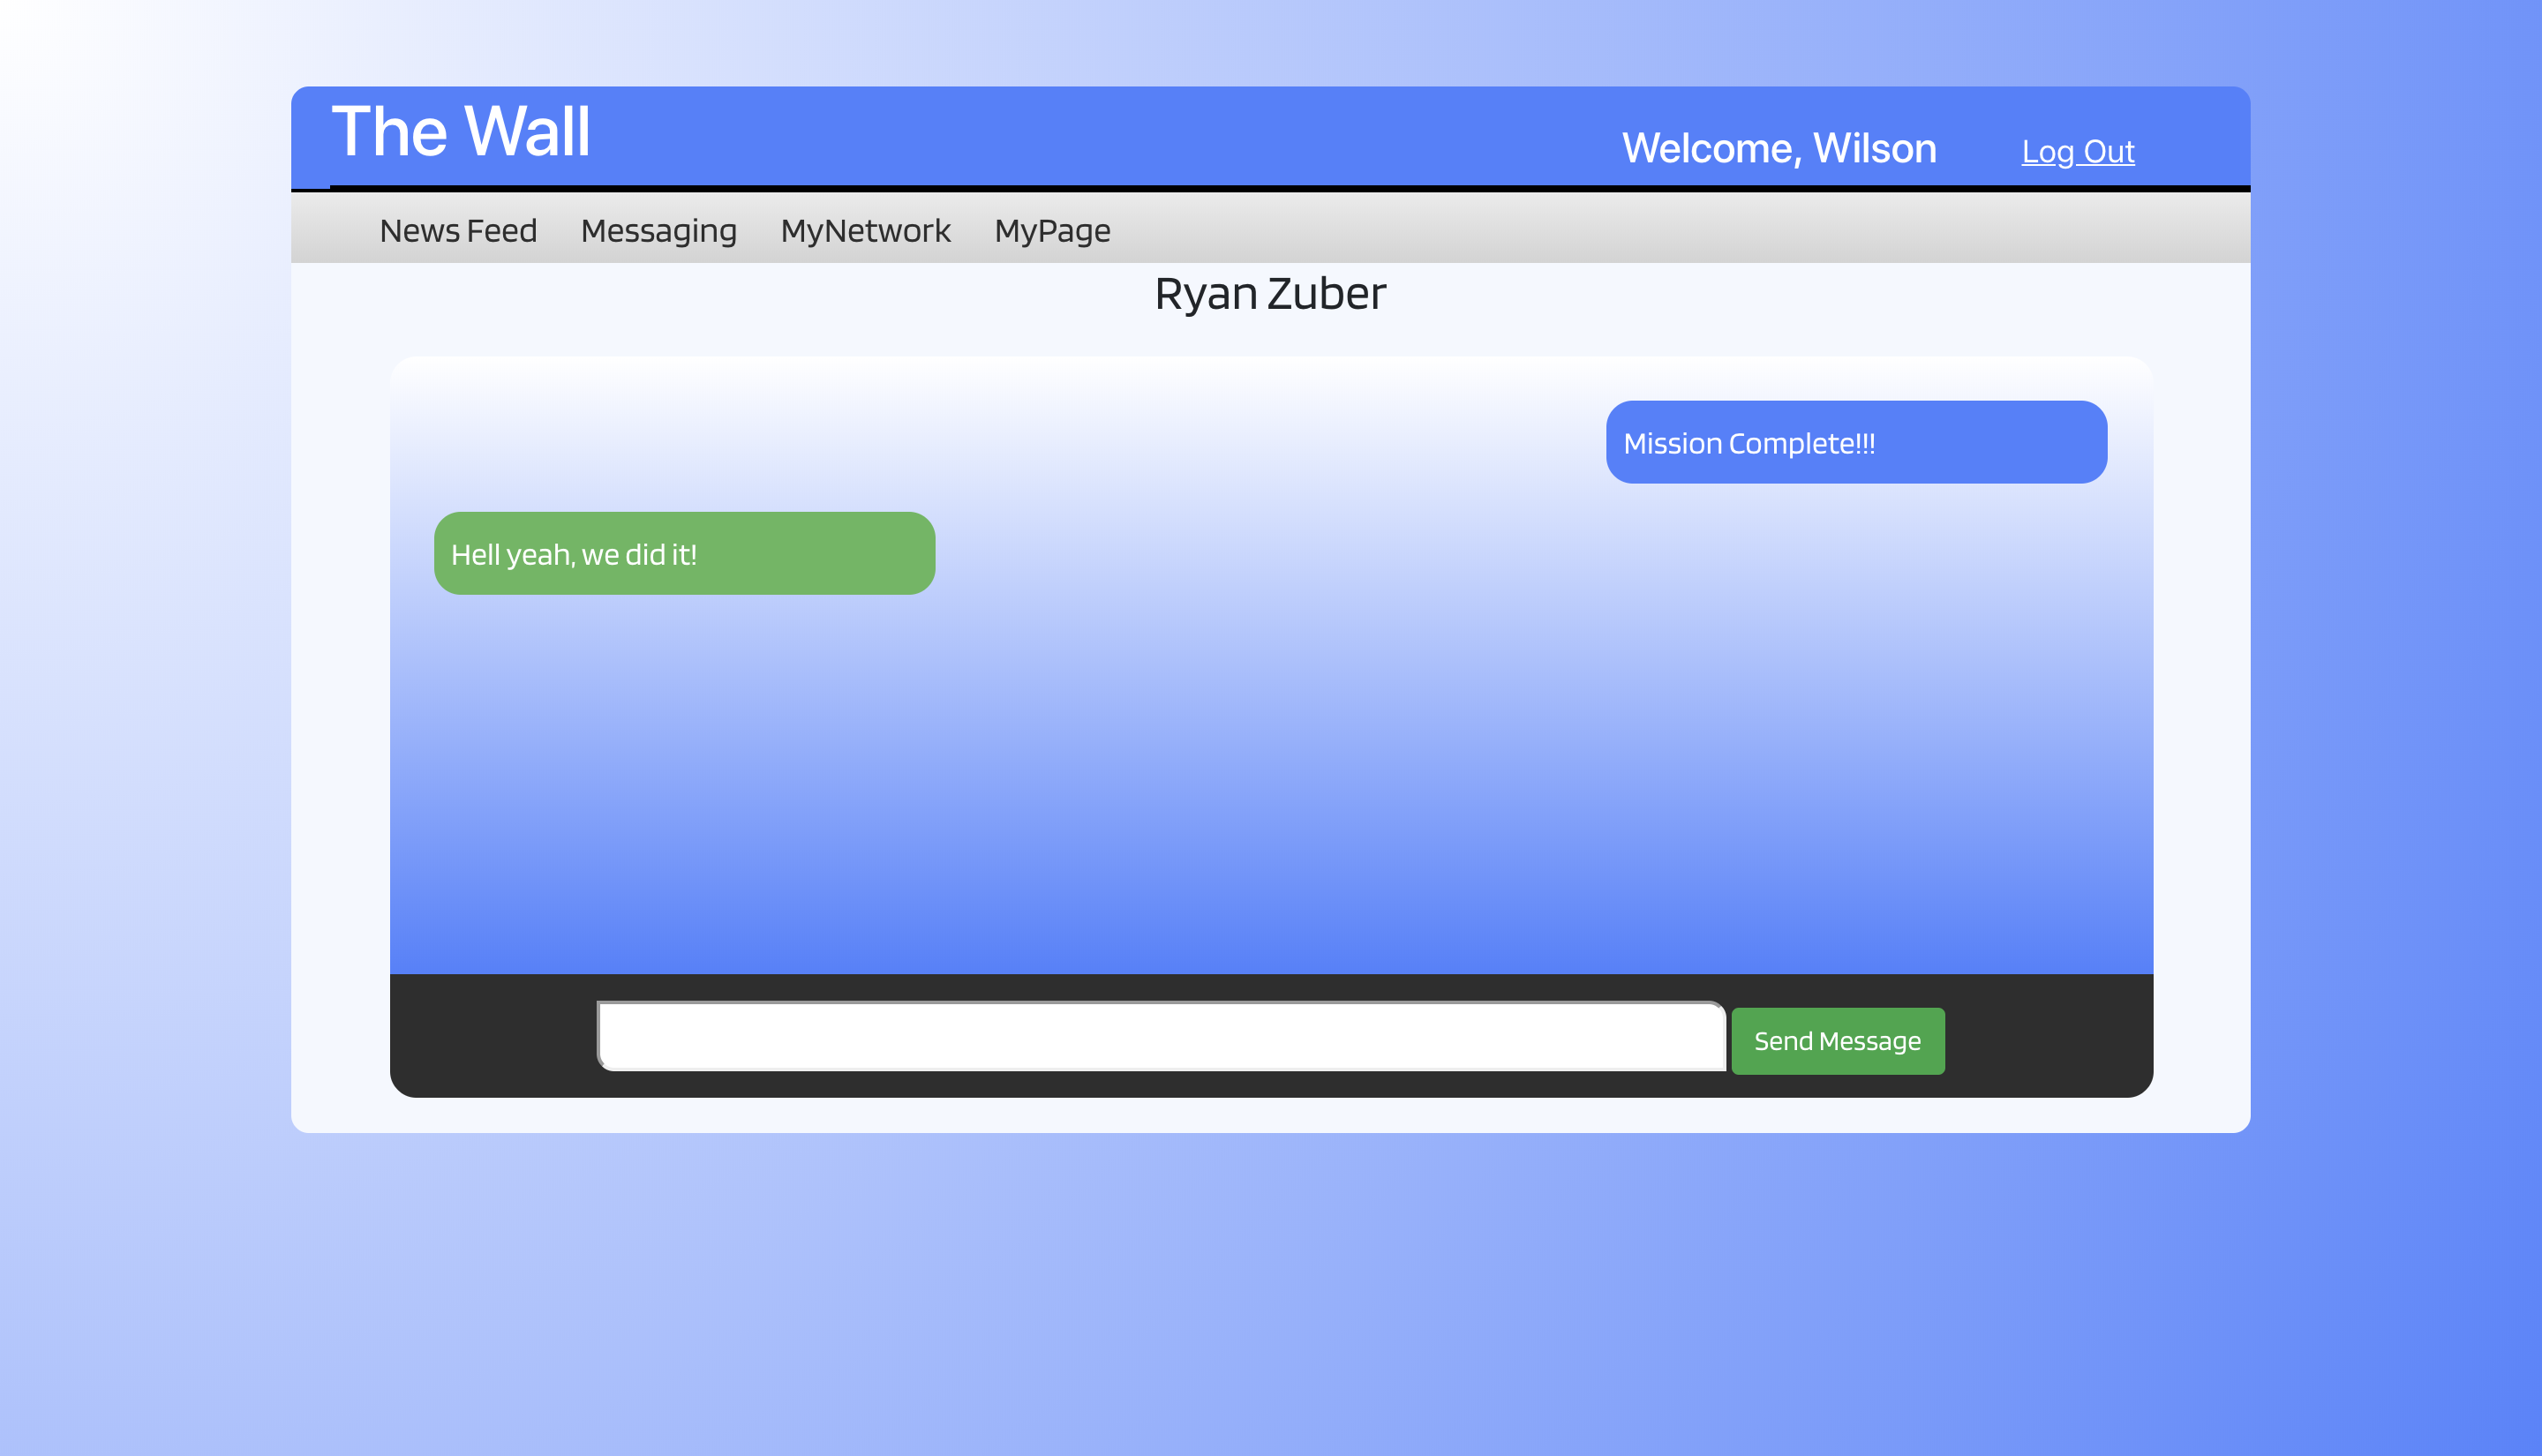 The Wall
Welcome, Wilson
Log Out
News Feed Messaging MyNetwork MyPage
Ryan Zuber
Mission Complete!!!
Hell yeah, we did it!
Send Message